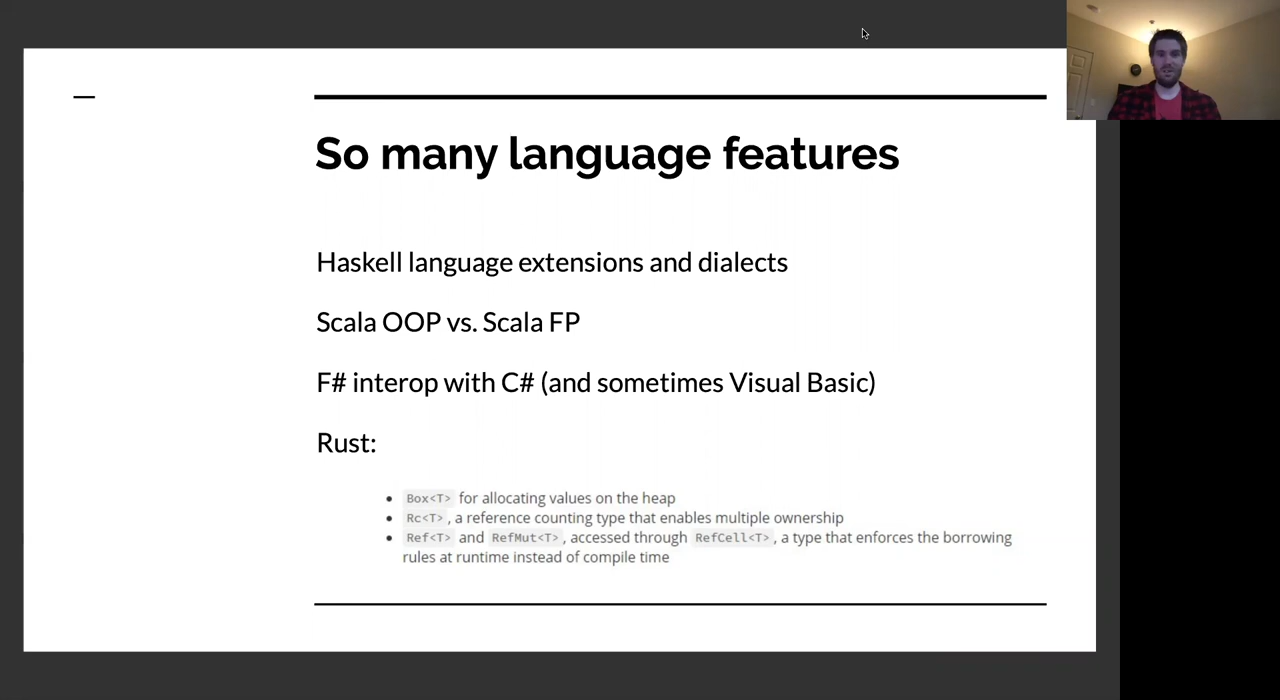 So many language features
Haskell language extensions and dialects
Scala OOP vs. Scala FP
F# interop with C# (and sometimes Visual Basic)
Rust:
• Box<T> for allocating values on the heap
• Rc<T>, a reference counting type that enables multiple ownership
• Ref<T> and RefMut<T>, accessed through RefCell<T>, a type that enforces the borrowing
rules at runtime instead of compile time